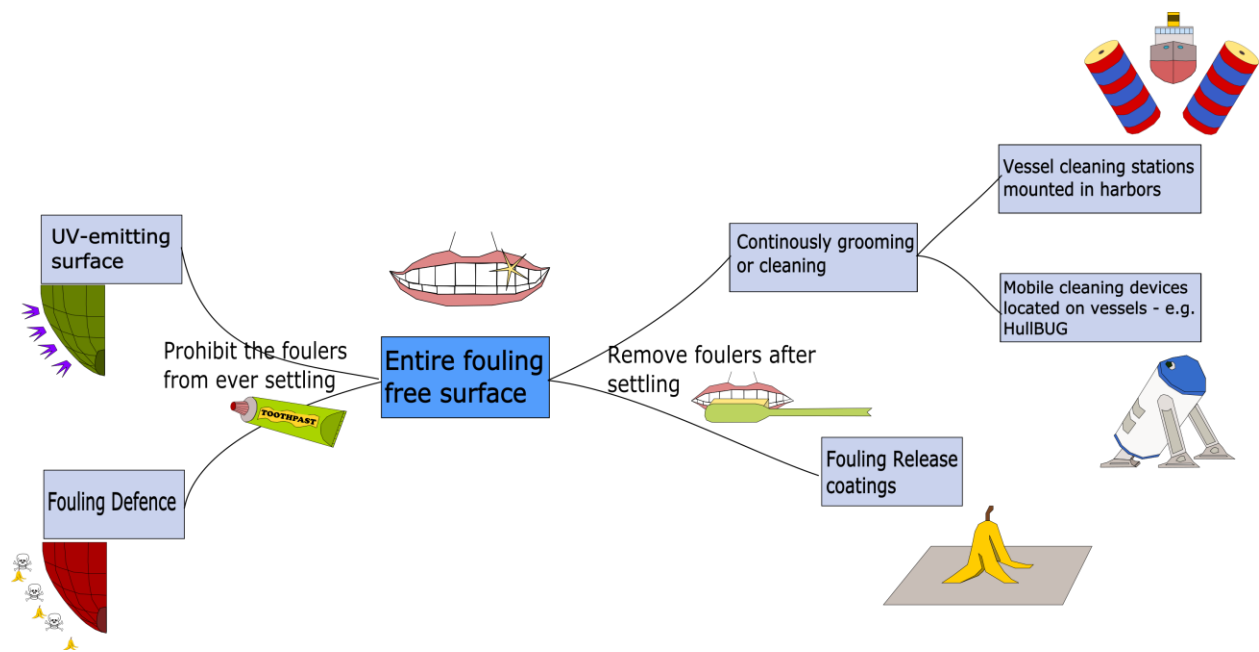 Vessel cleaning stations
mounted in harbors
UV-emitting
surface
Continously grooming
or cleaning
Mobile cleaning devices
located on vessels - e.g.
HullBUG
Prohibit the foulers
from ever settling
Entire fouling
free surface
Remove foulers after
settling
TOOTHPAST
Fouling Release
coatings
Fouling Defence